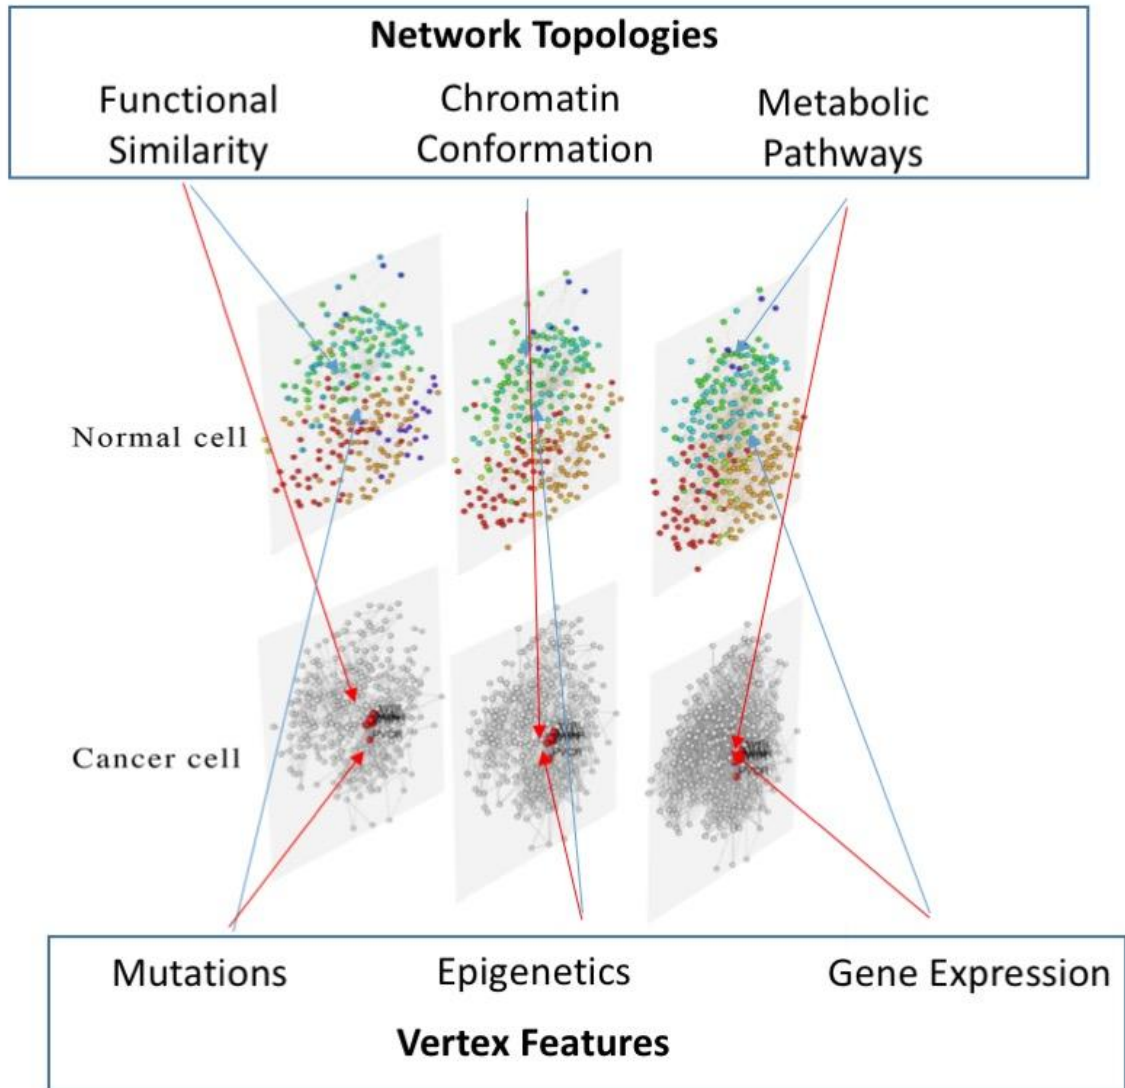 Network Topologies
Functional
Similarity
Chromatin
Conformation
Metabolic
Pathways
Normal cell
Cancer cell
Mutations
Epigenetics
Gene Expression
Vertex Features